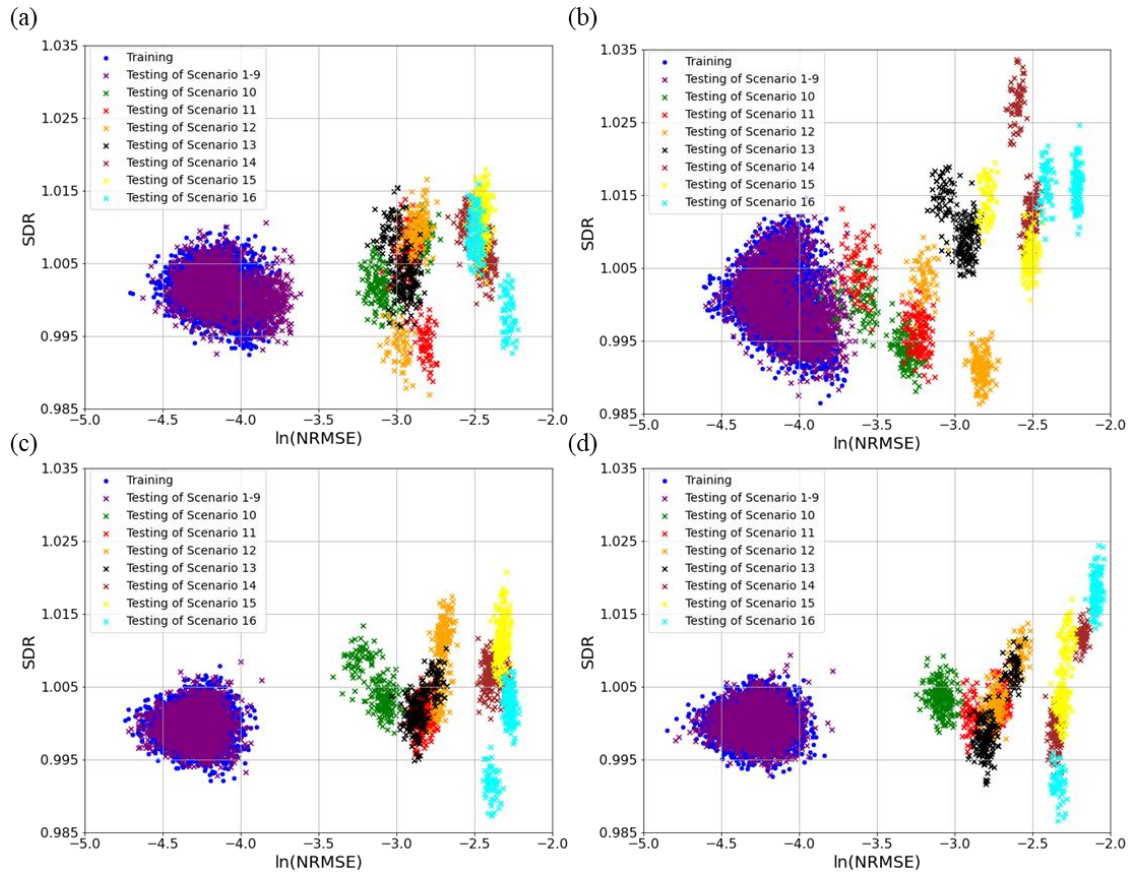 (a)
1.035
1.025
1.015
1.005
0.995
0.985
SDR
Training
Testing of Scenario 1-9
Testing of Scenario 10
Testing of Scenario 11
Testing of Scenario 12
Testing of Scenario 13
Testing of Scenario 14
Testing of Scenario 15
Testing of Scenario 16
−5.0 −4.5 −4.0 −3.5 −3.0 −2.5 −2.0
ln(NRMSE)
(b)
1.035
1.025
1.015
1.005
0.995
0.985
SDR
Training
Testing of Scenario 1-9
Testing of Scenario 10
Testing of Scenario 11
Testing of Scenario 12
Testing of Scenario 13
Testing of Scenario 14
Testing of Scenario 15
Testing of Scenario 16
−5.0 −4.5 −4.0 −3.5 −3.0 −2.5 −2.0
ln(NRMSE)
(c)
1.035
1.025
1.015
1.005
0.995
0.985
SDR
Training
Testing of Scenario 1-9
Testing of Scenario 10
Testing of Scenario 11
Testing of Scenario 12
Testing of Scenario 13
Testing of Scenario 14
Testing of Scenario 15
Testing of Scenario 16
−5.0 −4.5 −4.0 −3.5 −3.0 −2.5 −2.0
ln(NRMSE)
(d)
1.035
1.025
1.015
1.005
0.995
0.985
SDR
Training
Testing of Scenario 1-9
Testing of Scenario 10
Testing of Scenario 11
Testing of Scenario 12
Testing of Scenario 13
Testing of Scenario 14
Testing of Scenario 15
Testing of Scenario 16
−5.0 −4.5 −4.0 −3.5 −3.0 −2.5 −2.0
ln(NRMSE)